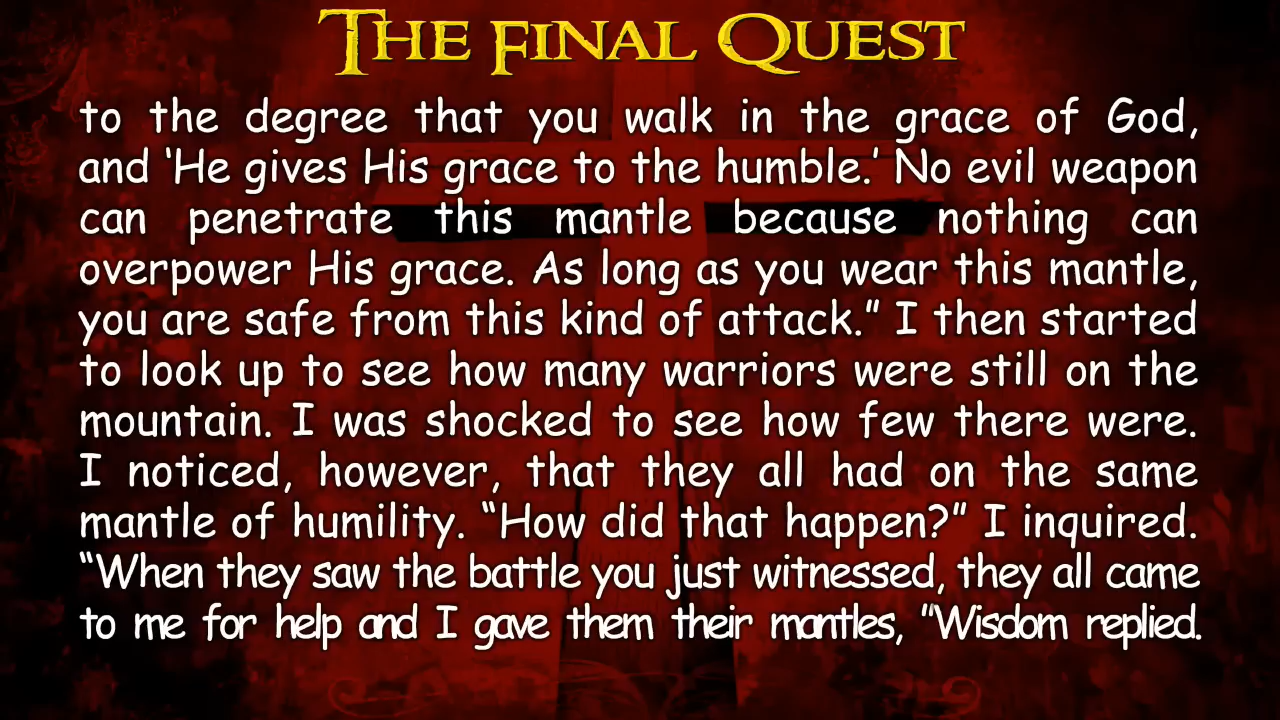 The Final Quest
to the degree that you walk in the grace of God,
and ‘He gives His grace to the humble.’ No evil weapon
can penetrate this mantle because nothing can
overpower His grace. As long as you wear this mantle,
you are safe from this kind of attack.” I then started
to look up to see how many warriors were still on the
mountain. I was shocked to see how few there were.
I noticed, however, that they all had on the same
mantle of humility. “How did that happen?” I inquired.
“When they saw the battle you just witnessed, they all came
to me for help and I gave them their mantles, "Wisdom replied.